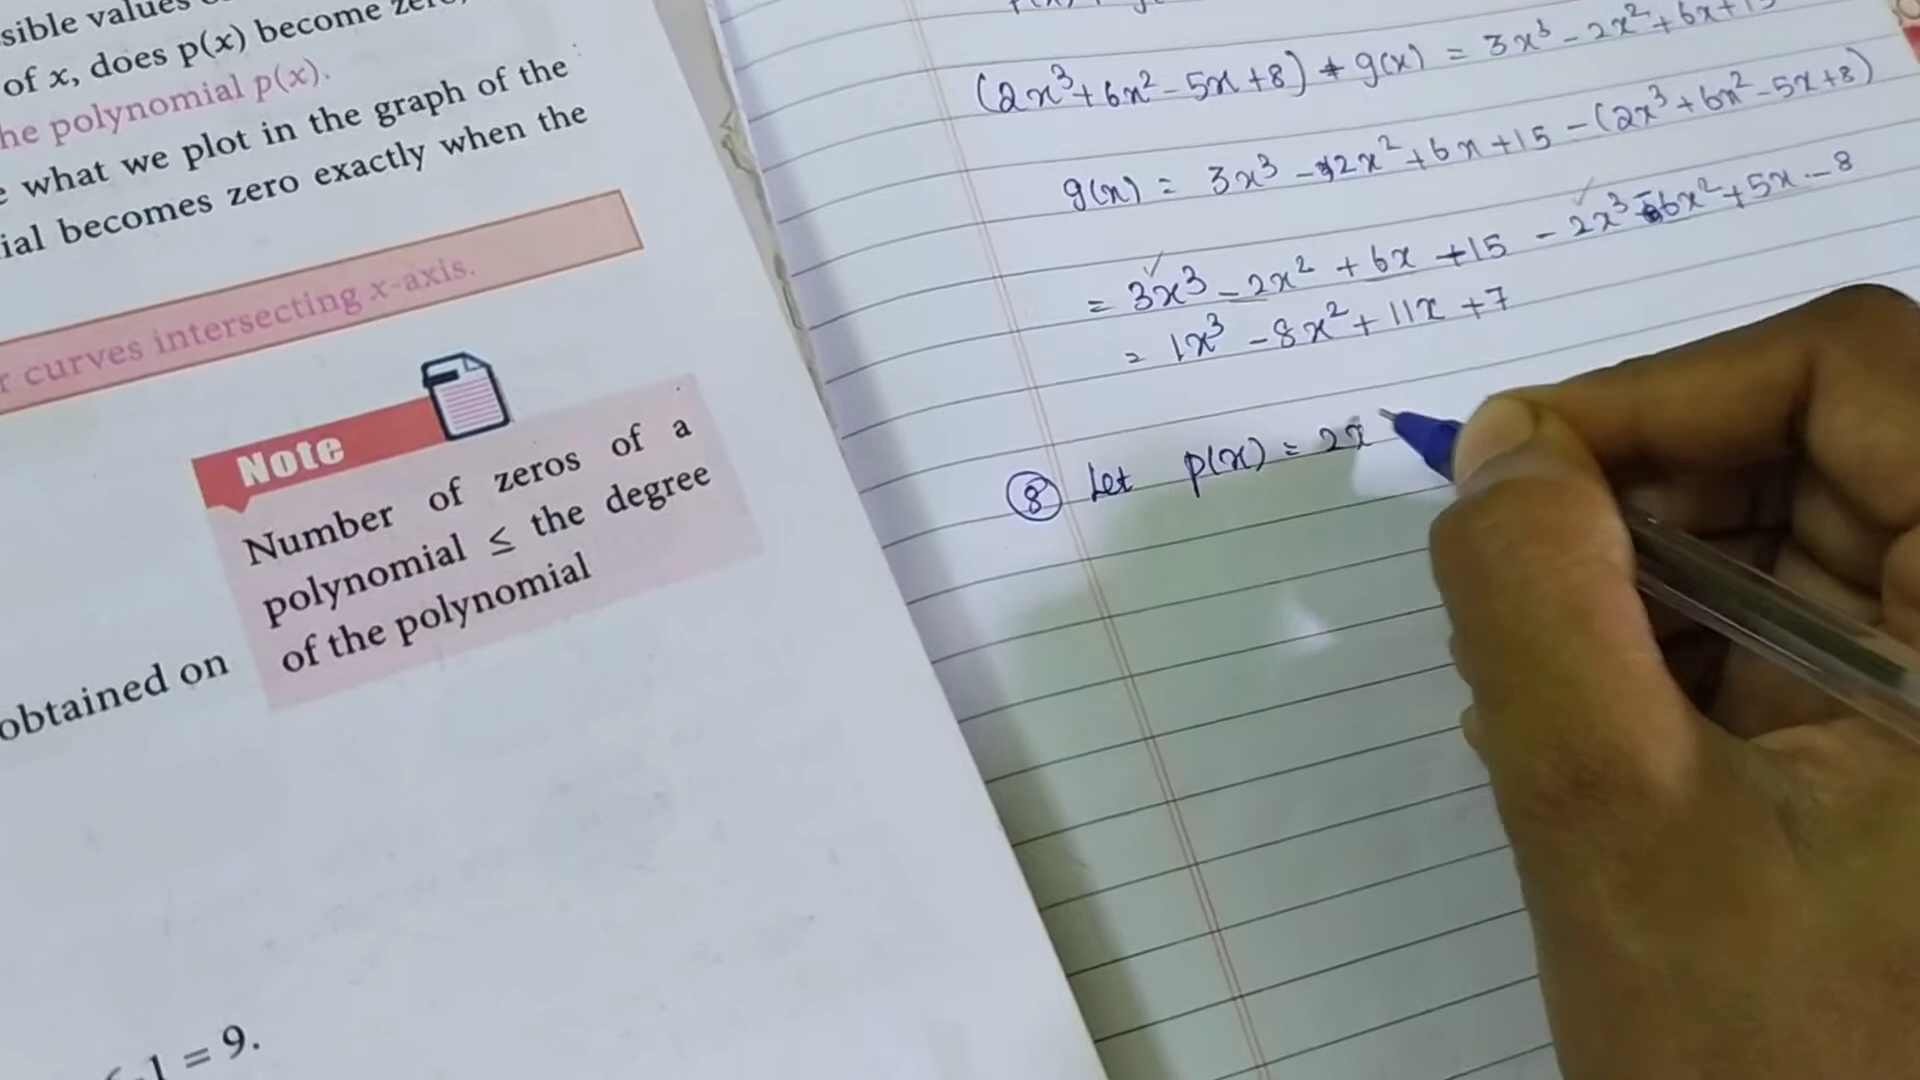 sible values
of x, does p(x) become zero,
he polynomial p(x).
what we plot in the graph of the
ial becomes zero exactly when the
r curves intersecting x-axis.
Note
Number of zeros of a
polynomial ≤ the degree
of the polynomial
obtained on
1 = 9.
(2x³+6x²-5x+8) + g(x) = 3x³-2x²+6x+15
g(x) = 3x³-2x²+6x+15-(2x³+6x²-5x+8)
= 3x³-2x²+6x+15-2x³-6x²+5x-8
= 1x³-8x²+11x+7
⑧ Let p(x) = 2x